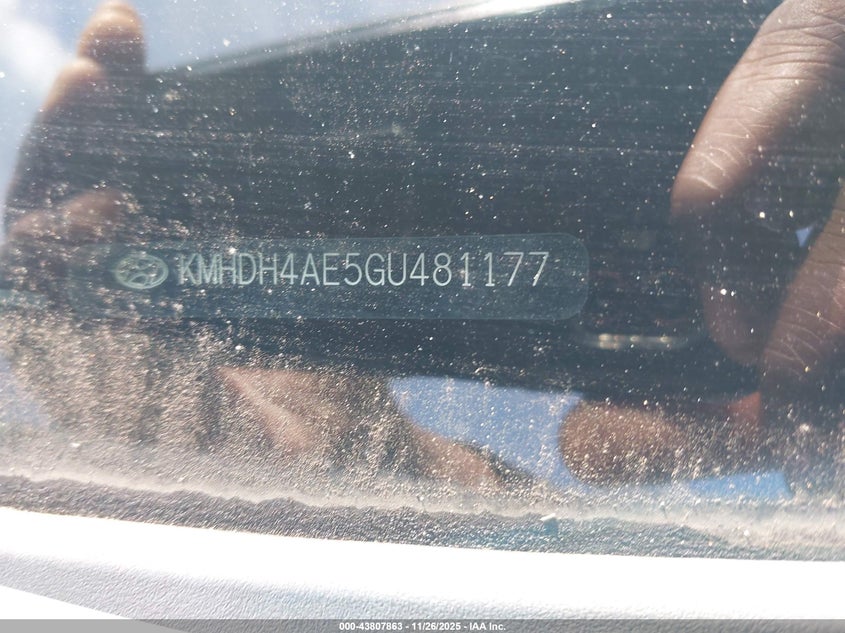 KMHDH4AE5GU481177
000-43807863 - 11/26/2025 - IAA Inc.